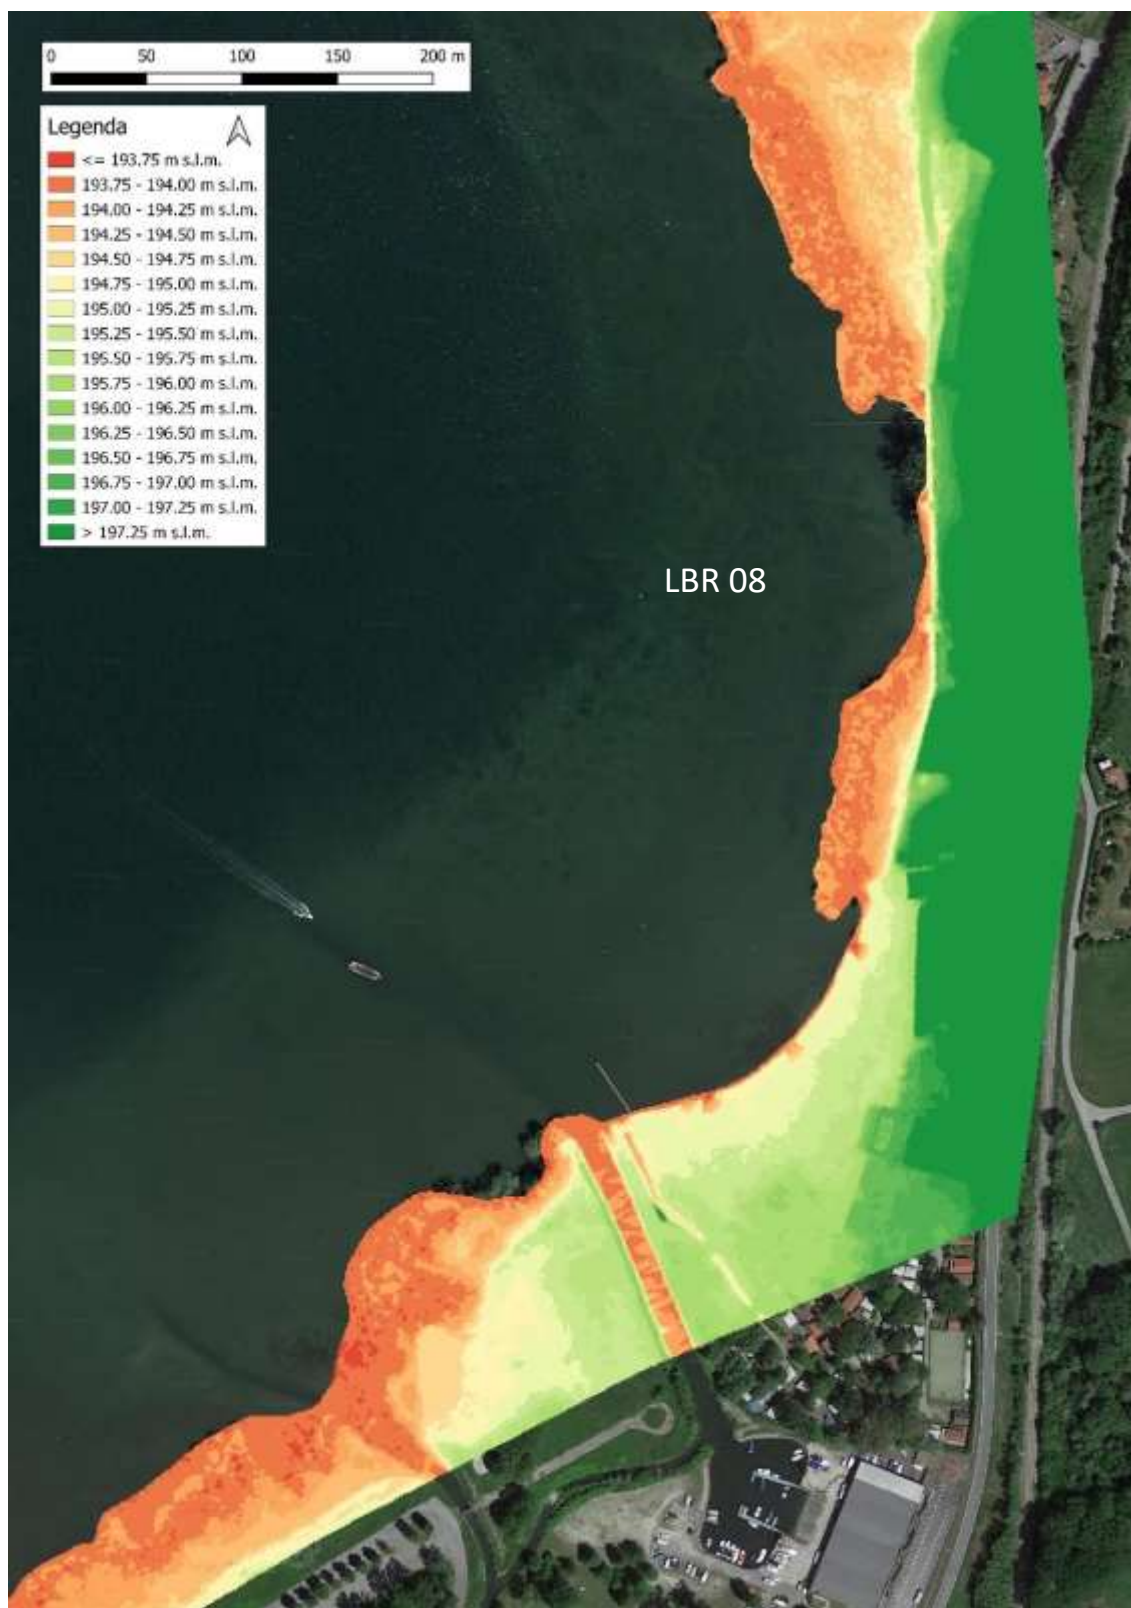 0 50 100 150 200 m
Legenda
<= 193.75 m s.l.m.
193.75 - 194.00 m s.l.m.
194.00 - 194.25 m s.l.m.
194.25 - 194.50 m s.l.m.
194.50 - 194.75 m s.l.m.
194.75 - 195.00 m s.l.m.
195.00 - 195.25 m s.l.m.
195.25 - 195.50 m s.l.m.
195.50 - 195.75 m s.l.m.
195.75 - 196.00 m s.l.m.
196.00 - 196.25 m s.l.m.
196.25 - 196.50 m s.l.m.
196.50 - 196.75 m s.l.m.
196.75 - 197.00 m s.l.m.
197.00 - 197.25 m s.l.m.
> 197.25 m s.l.m.
LBR 08